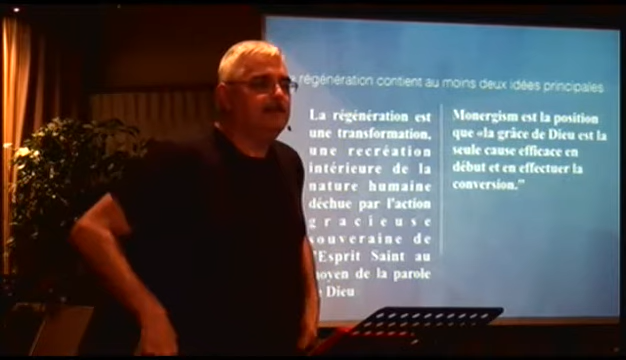 régénération contient au moins deux idées principales
La régénération est
une transformation,
une recréation
intérieure de la
nature humaine
déchue par l'action
gracieuse
souveraine de
l'Esprit Saint au
moyen de la parole
Dieu
Monergism est la position
que «la grâce de Dieu est la
seule cause efficace en
début et en effectuer la
conversion.”